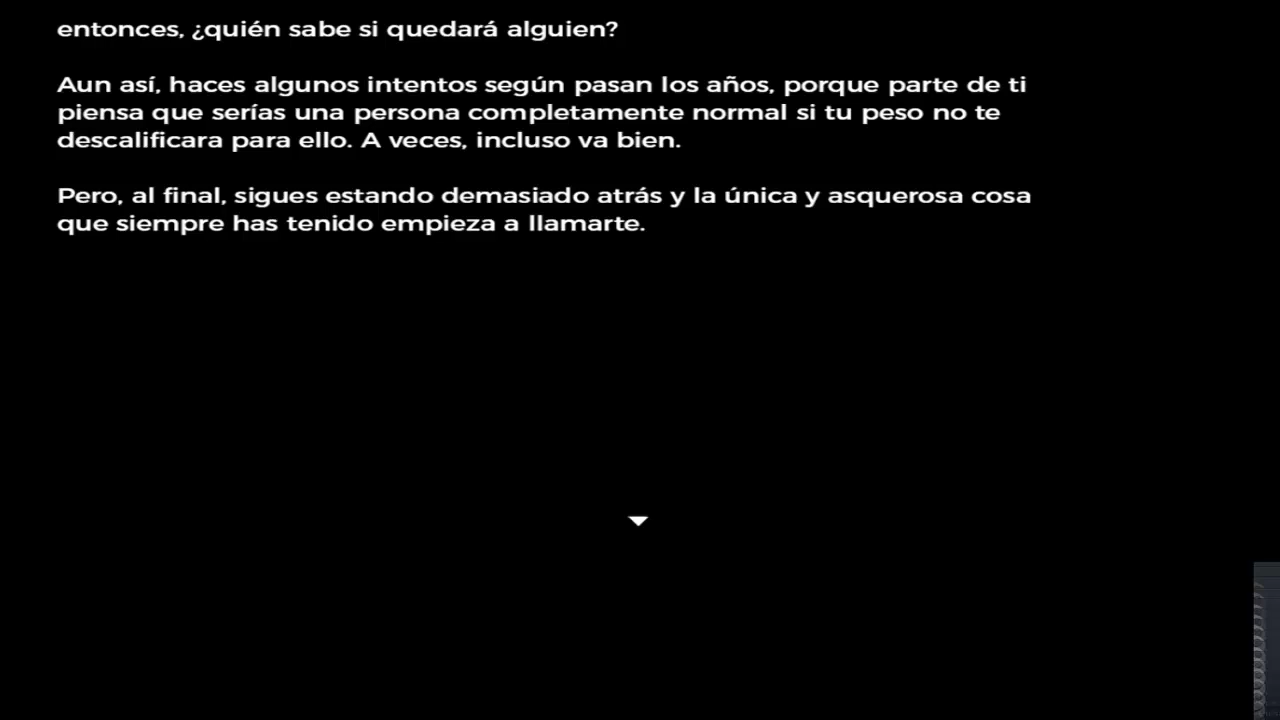 entonces, ¿quién sabe si quedará alguien?
Aun así, haces algunos intentos según pasan los años, porque parte de ti
piensa que serías una persona completamente normal si tu peso no te
descalificara para ello. A veces, incluso va bien.
Pero, al final, sigues estando demasiado atrás y la única y asquerosa cosa
que siempre has tenido empieza a llamarte.